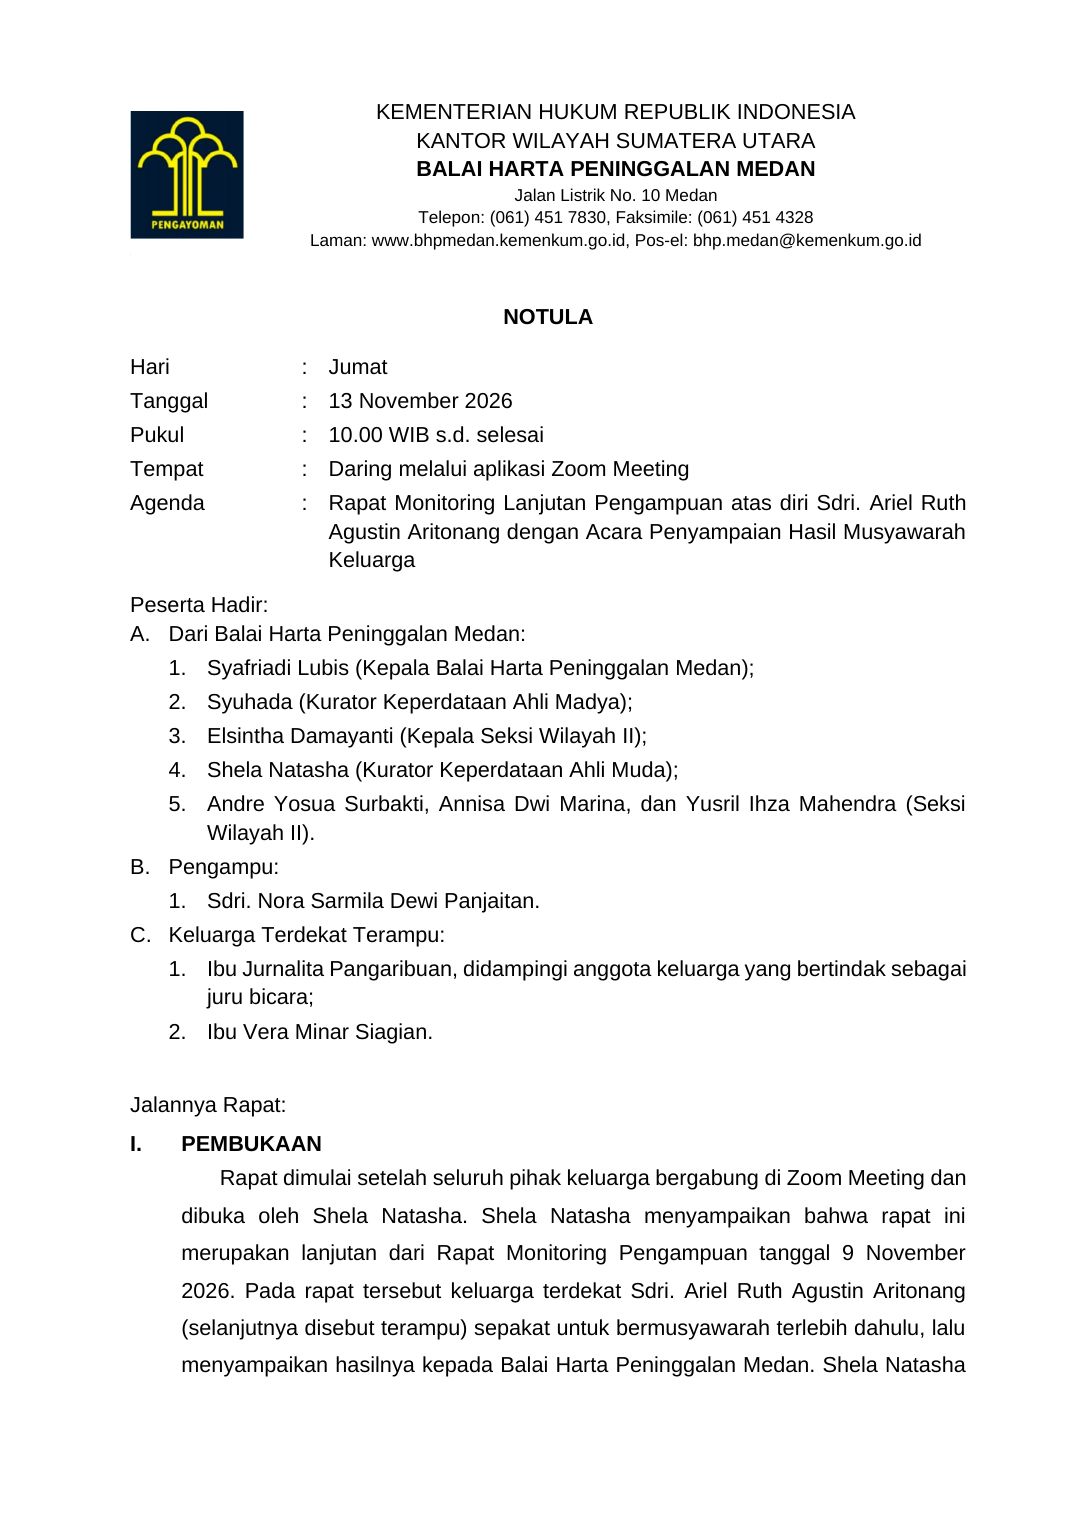 KEMENTERIAN HUKUM REPUBLIK INDONESIA
KANTOR WILAYAH SUMATERA UTARA
BALAI HARTA PENINGGALAN MEDAN
Jalan Listrik No. 10 Medan
Telepon: (061) 451 7830, Faksimile: (061) 451 4328
Laman: www.bhpmedan.kemenkum.go.id, Pos-el: bhp.medan@kemenkum.go.id
PENGAYOMAN
NOTULA
Hari : Jumat
Tanggal : 13 November 2026
Pukul : 10.00 WIB s.d. selesai
Tempat : Daring melalui aplikasi Zoom Meeting
Agenda : Rapat Monitoring Lanjutan Pengampuan atas diri Sdri. Ariel Ruth
Agustin Aritonang dengan Acara Penyampaian Hasil Musyawarah
Keluarga
Peserta Hadir:
A. Dari Balai Harta Peninggalan Medan:
1. Syafriadi Lubis (Kepala Balai Harta Peninggalan Medan);
2. Syuhada (Kurator Keperdataan Ahli Madya);
3. Elsintha Damayanti (Kepala Seksi Wilayah II);
4. Shela Natasha (Kurator Keperdataan Ahli Muda);
5. Andre Yosua Surbakti, Annisa Dwi Marina, dan Yusril Ihza Mahendra (Seksi
Wilayah II).
B. Pengampu:
1. Sdri. Nora Sarmila Dewi Panjaitan.
C. Keluarga Terdekat Terampu:
1. Ibu Jurnalita Pangaribuan, didampingi anggota keluarga yang bertindak sebagai
juru bicara;
2. Ibu Vera Minar Siagian.
Jalannya Rapat:
I. PEMBUKAAN
Rapat dimulai setelah seluruh pihak keluarga bergabung di Zoom Meeting dan
dibuka oleh Shela Natasha. Shela Natasha menyampaikan bahwa rapat ini
merupakan lanjutan dari Rapat Monitoring Pengampuan tanggal 9 November
2026. Pada rapat tersebut keluarga terdekat Sdri. Ariel Ruth Agustin Aritonang
(selanjutnya disebut terampu) sepakat untuk bermusyawarah terlebih dahulu, lalu
menyampaikan hasilnya kepada Balai Harta Peninggalan Medan. Shela Natasha